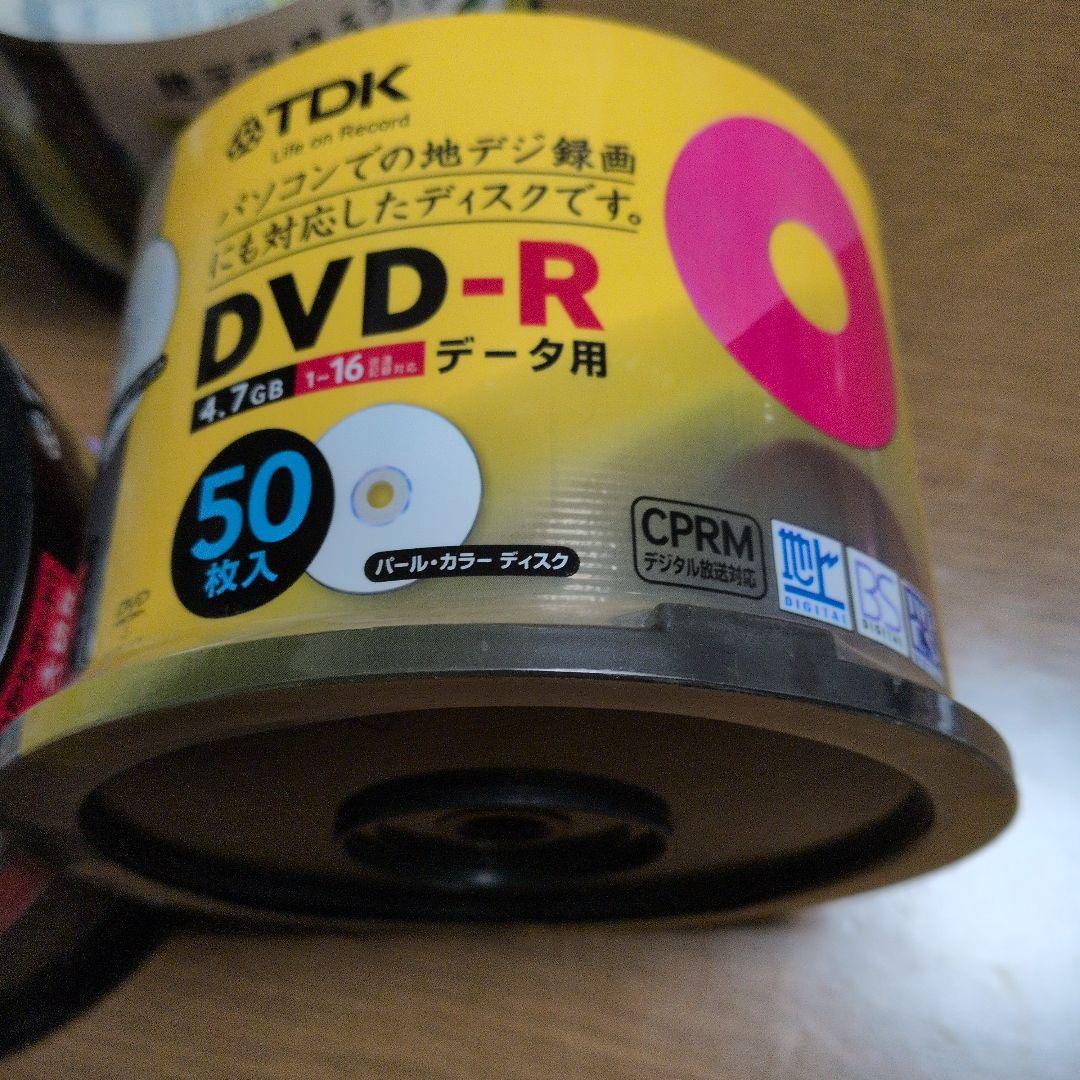 TDK
Life on Record
パソコンでの地デジ録画
にも対応したディスクです。
DVD-R
4.7GB
1~16
データ用
50
枚入
パール・カラー ディスク
CPRM
デジタル放送対応
地上
DIGITAL
BS
DIGITAL
DVD